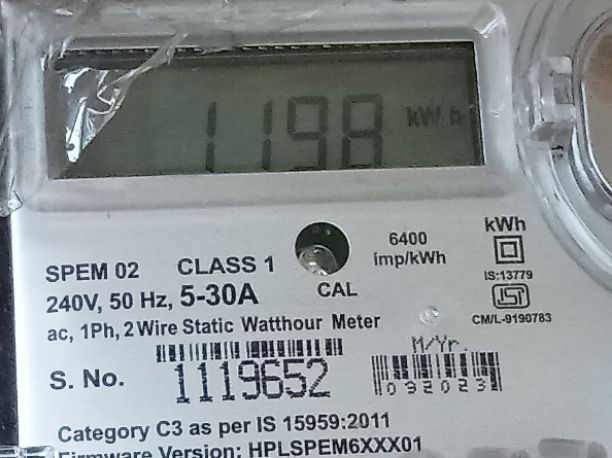 1198 kWh
kWh
6400
imp/kWh
IS:13779
ISI
CM/L-9190783
SPEM 02 CLASS 1
CAL
240V, 50 Hz, 5-30A
ac, 1Ph, 2 Wire Static Watthour Meter
M/Yr.
S. No. 1119652
092023
Category C3 as per IS 15959:2011
Firmware Version: HPLSPEM6XXX01